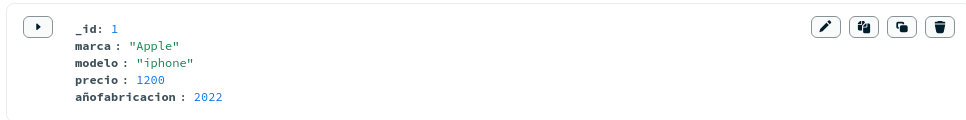 _id: 1
marca : "Apple"
modelo : "iphone"
precio : 1200
añofabricacion : 2022